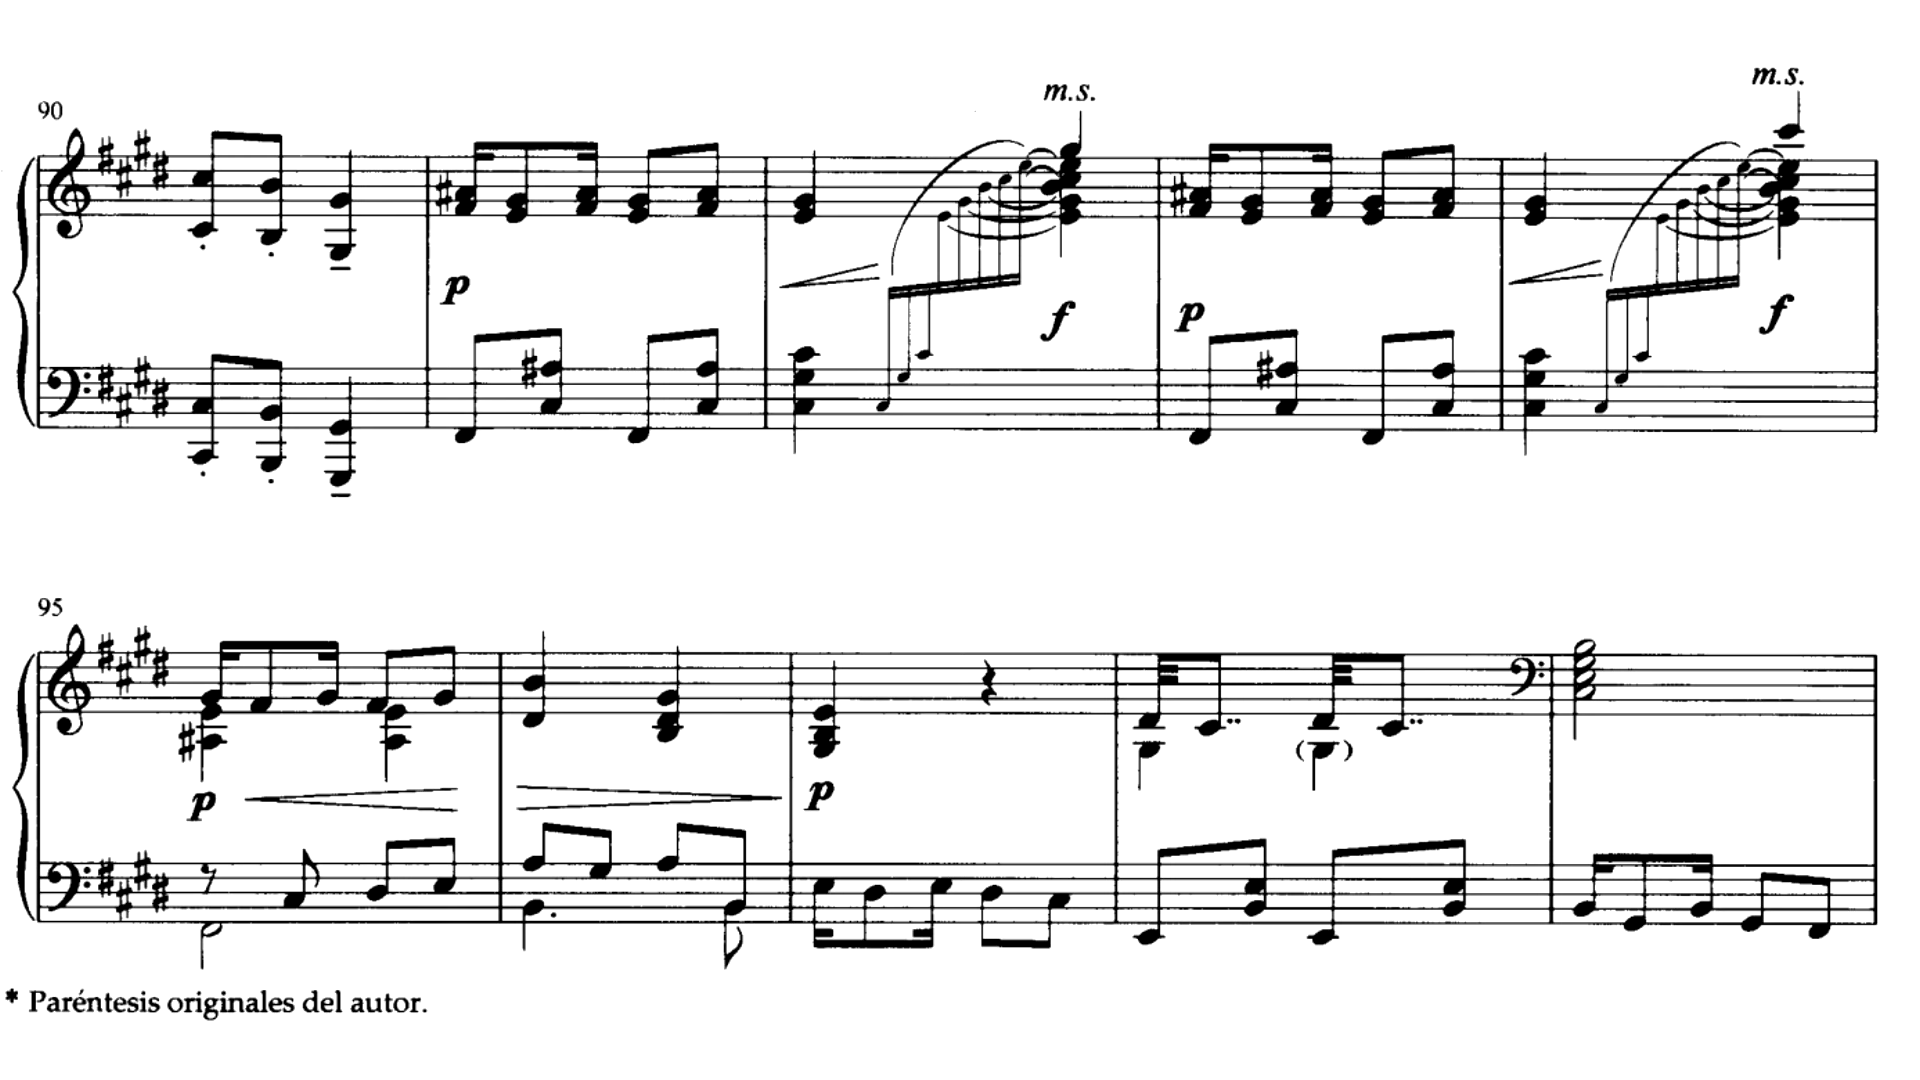 90
m.s.
m.s.
p
f
p
f
95
p
p
* Paréntesis originales del autor.